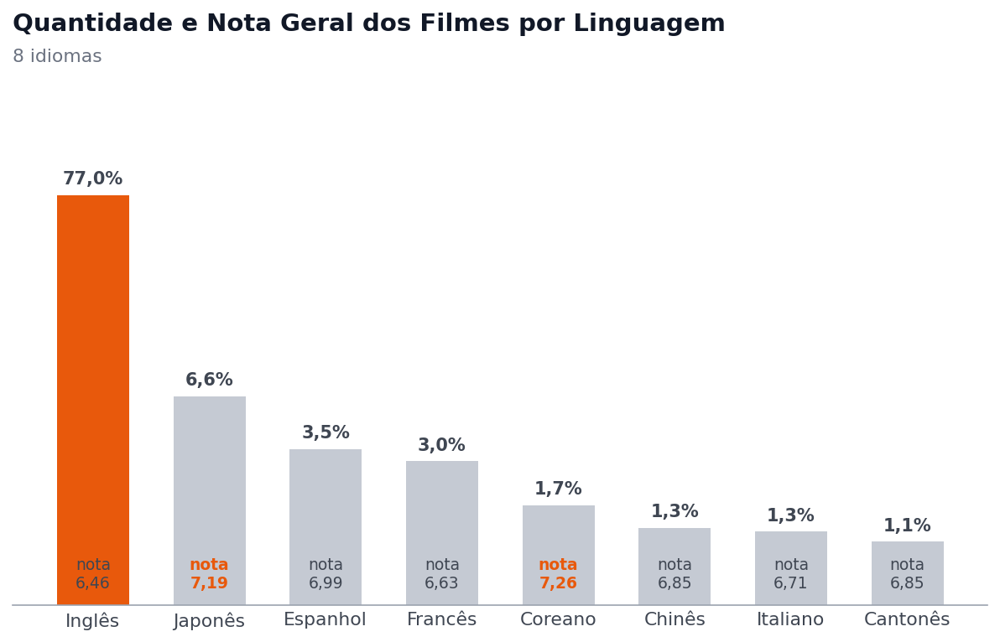 Quantidade e Nota Geral dos Filmes por Linguagem
8 idiomas
77,0%
6,6%
3,5%
3,0%
1,7%
1,3%
1,3%
1,1%
nota
6,46
nota
7,19
nota
6,99
nota
6,63
nota
7,26
nota
6,85
nota
6,71
nota
6,85
Inglês
Japonês
Espanhol
Francês
Coreano
Chinês
Italiano
Cantonês